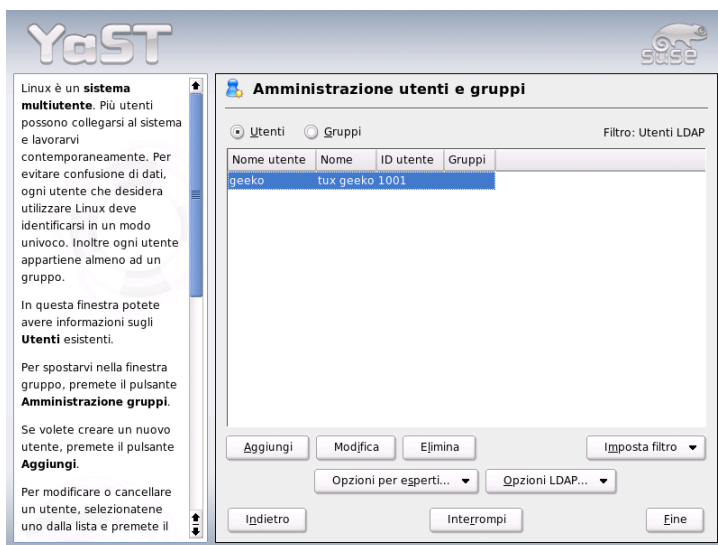 YaST
SUSE
Linux è un sistema
multiutente. Più utenti
possono collegarsi al sistema
e lavorarvi
contemporaneamente. Per
evitare confusione di dati,
ogni utente che desidera
utilizzare Linux deve
identificarsi in un modo
univoco. Inoltre ogni utente
appartiene almeno ad un
gruppo.
In questa finestra potete
avere informazioni sugli
Utenti esistenti.
Per spostarvi nella finestra
gruppo, premete il pulsante
Amministrazione gruppi.
Se volete creare un nuovo
utente, premete il pulsante
Aggiungi.
Per modificare o cancellare
un utente, selezionatene
uno dalla lista e premete il
Amministrazione utenti e gruppi
Utenti Gruppi Filtro: Utenti LDAP
Nome utente Nome ID utente Gruppi
geeko tux geeko 1001
Aggiungi Modifica Elimina Imposta filtro
Opzioni per esperti... Opzioni LDAP...
Indietro Interrompi Fine